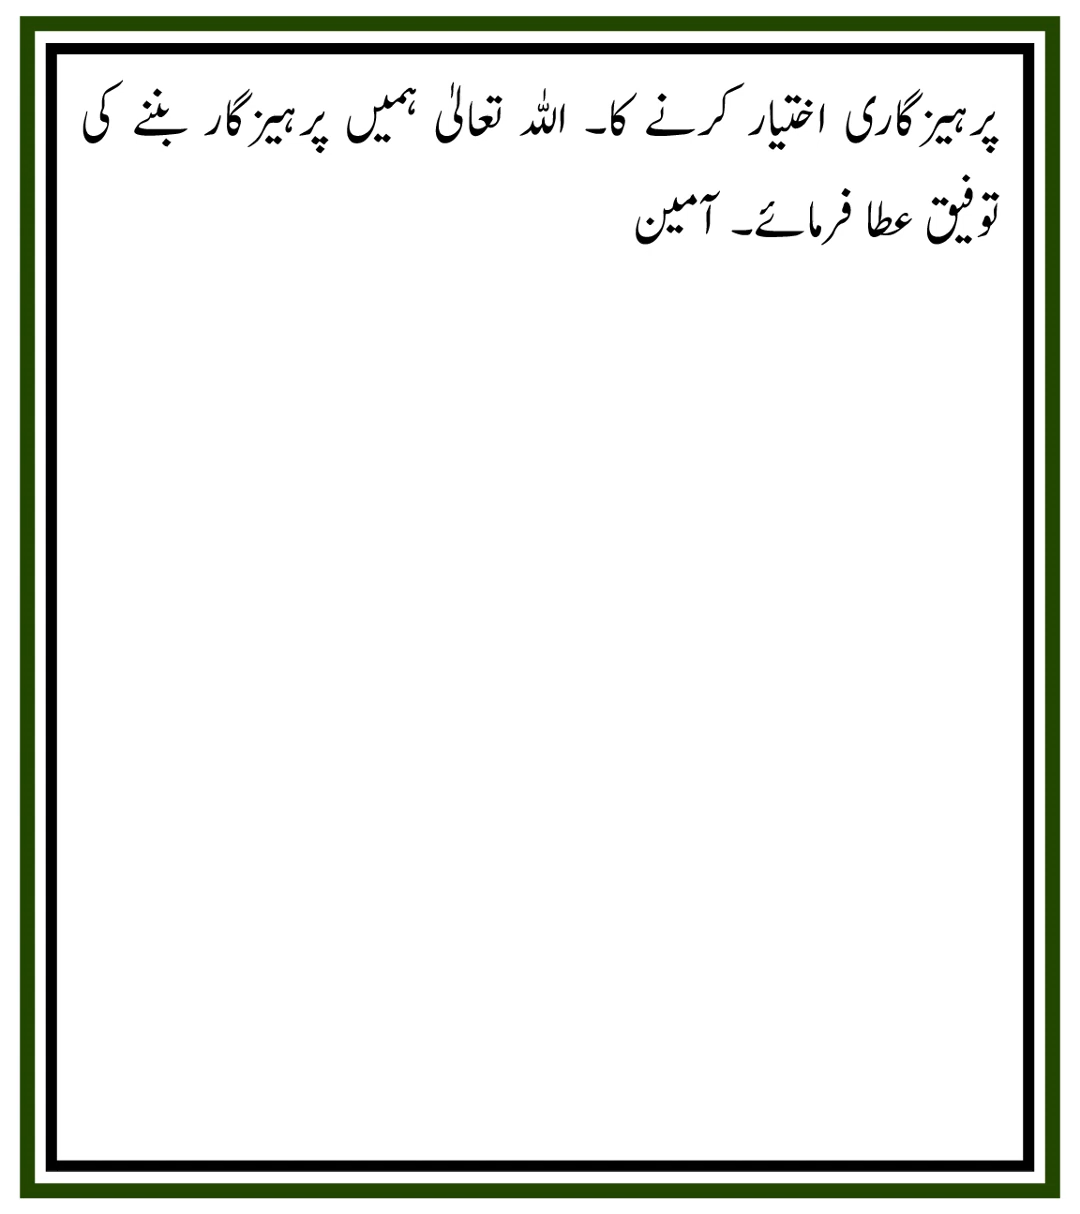 پرہیزگاری اختیار کرنے کا۔ اللہ تعالیٰ ہمیں پرہیزگار بننے کی
توفیق عطا فرمائے۔ آمین